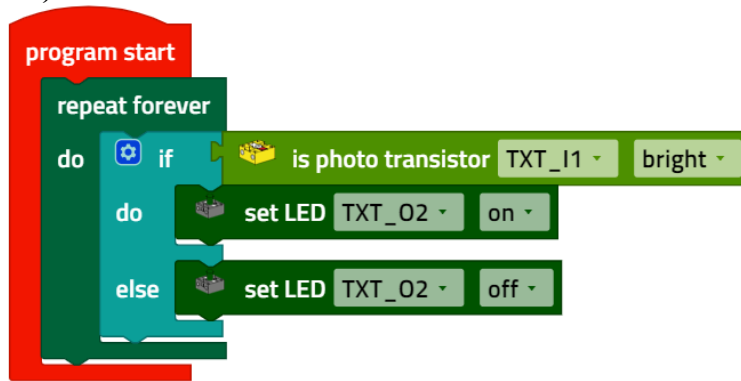 program start
repeat forever
do if is photo transistor TXT_I1 bright
do set LED TXT_O2 on
else set LED TXT_O2 off